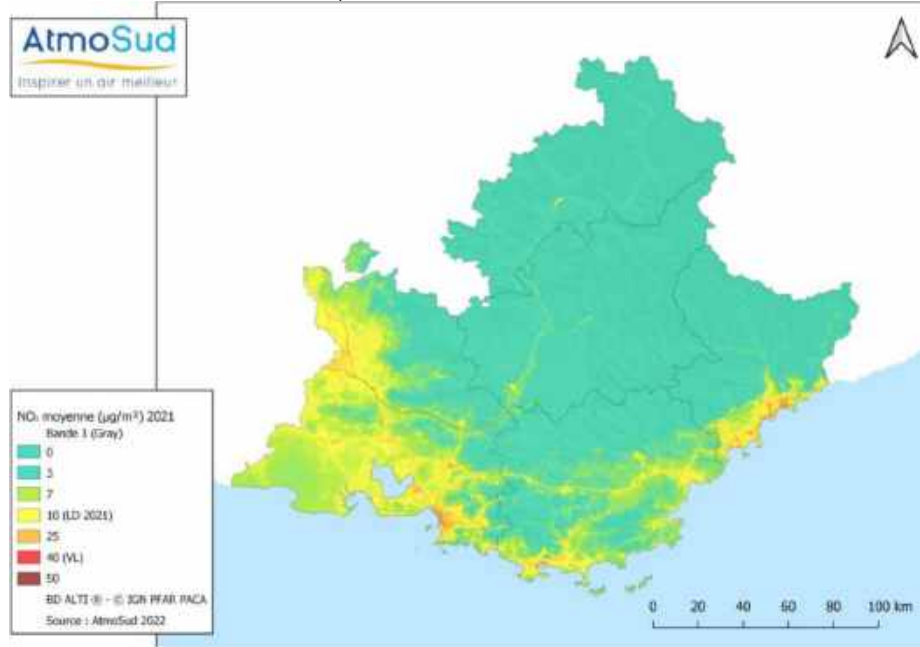 AtmoSud
Inspirer un air meilleur
NO₂ moyenne (µg/m³) 2021
Bande 1 (Gray)
0
3
7
10 (LD 2021)
25
40 (VL)
50
BD ALTI ® - © IGN PFAR PACA
Source : AtmoSud 2022
0 20 40 60 80 100 km